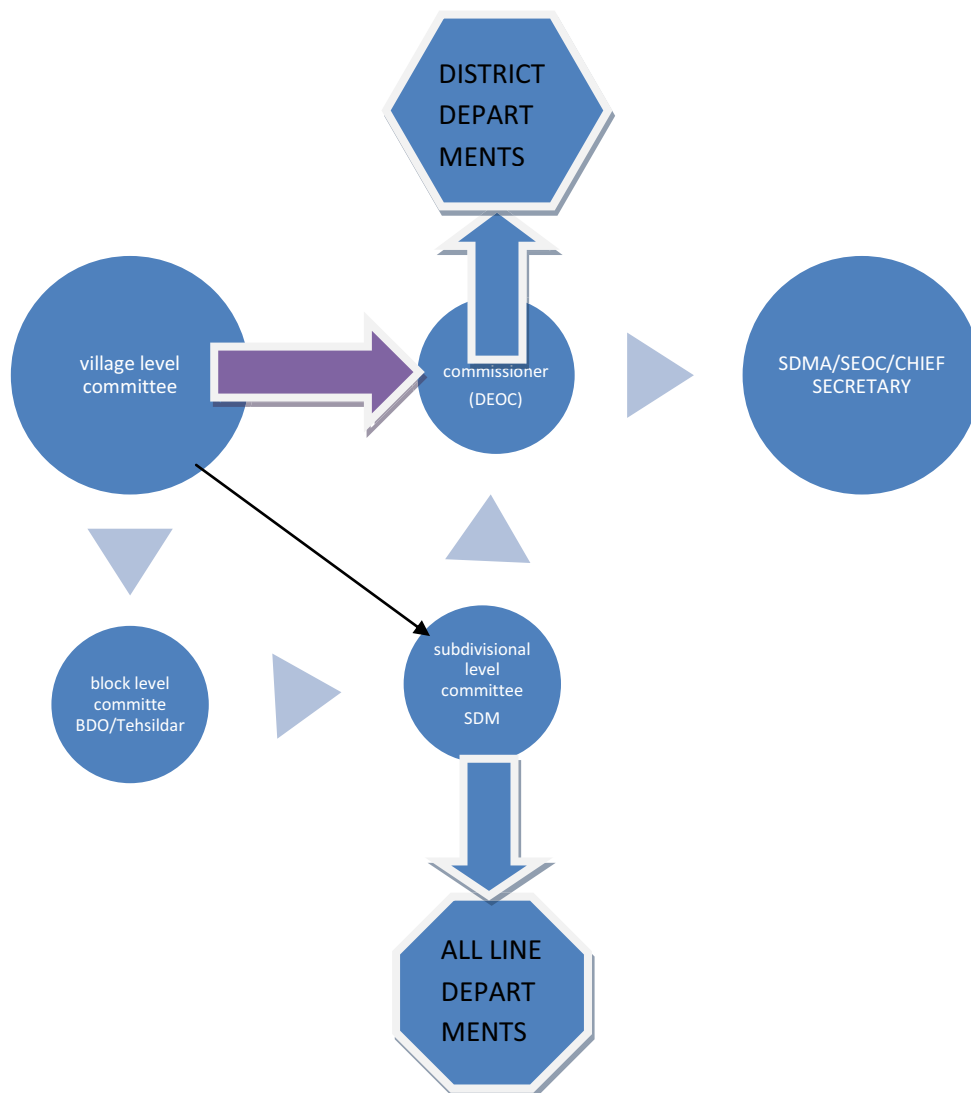 DISTRICT
DEPART
MENTS
village level
committee
commissioner
(DEOC)
SDMA/SEOC/CHIEF
SECRETARY
block level
committe
BDO/Tehsildar
subdivisional
level
committee
SDM
ALL LINE
DEPART
MENTS